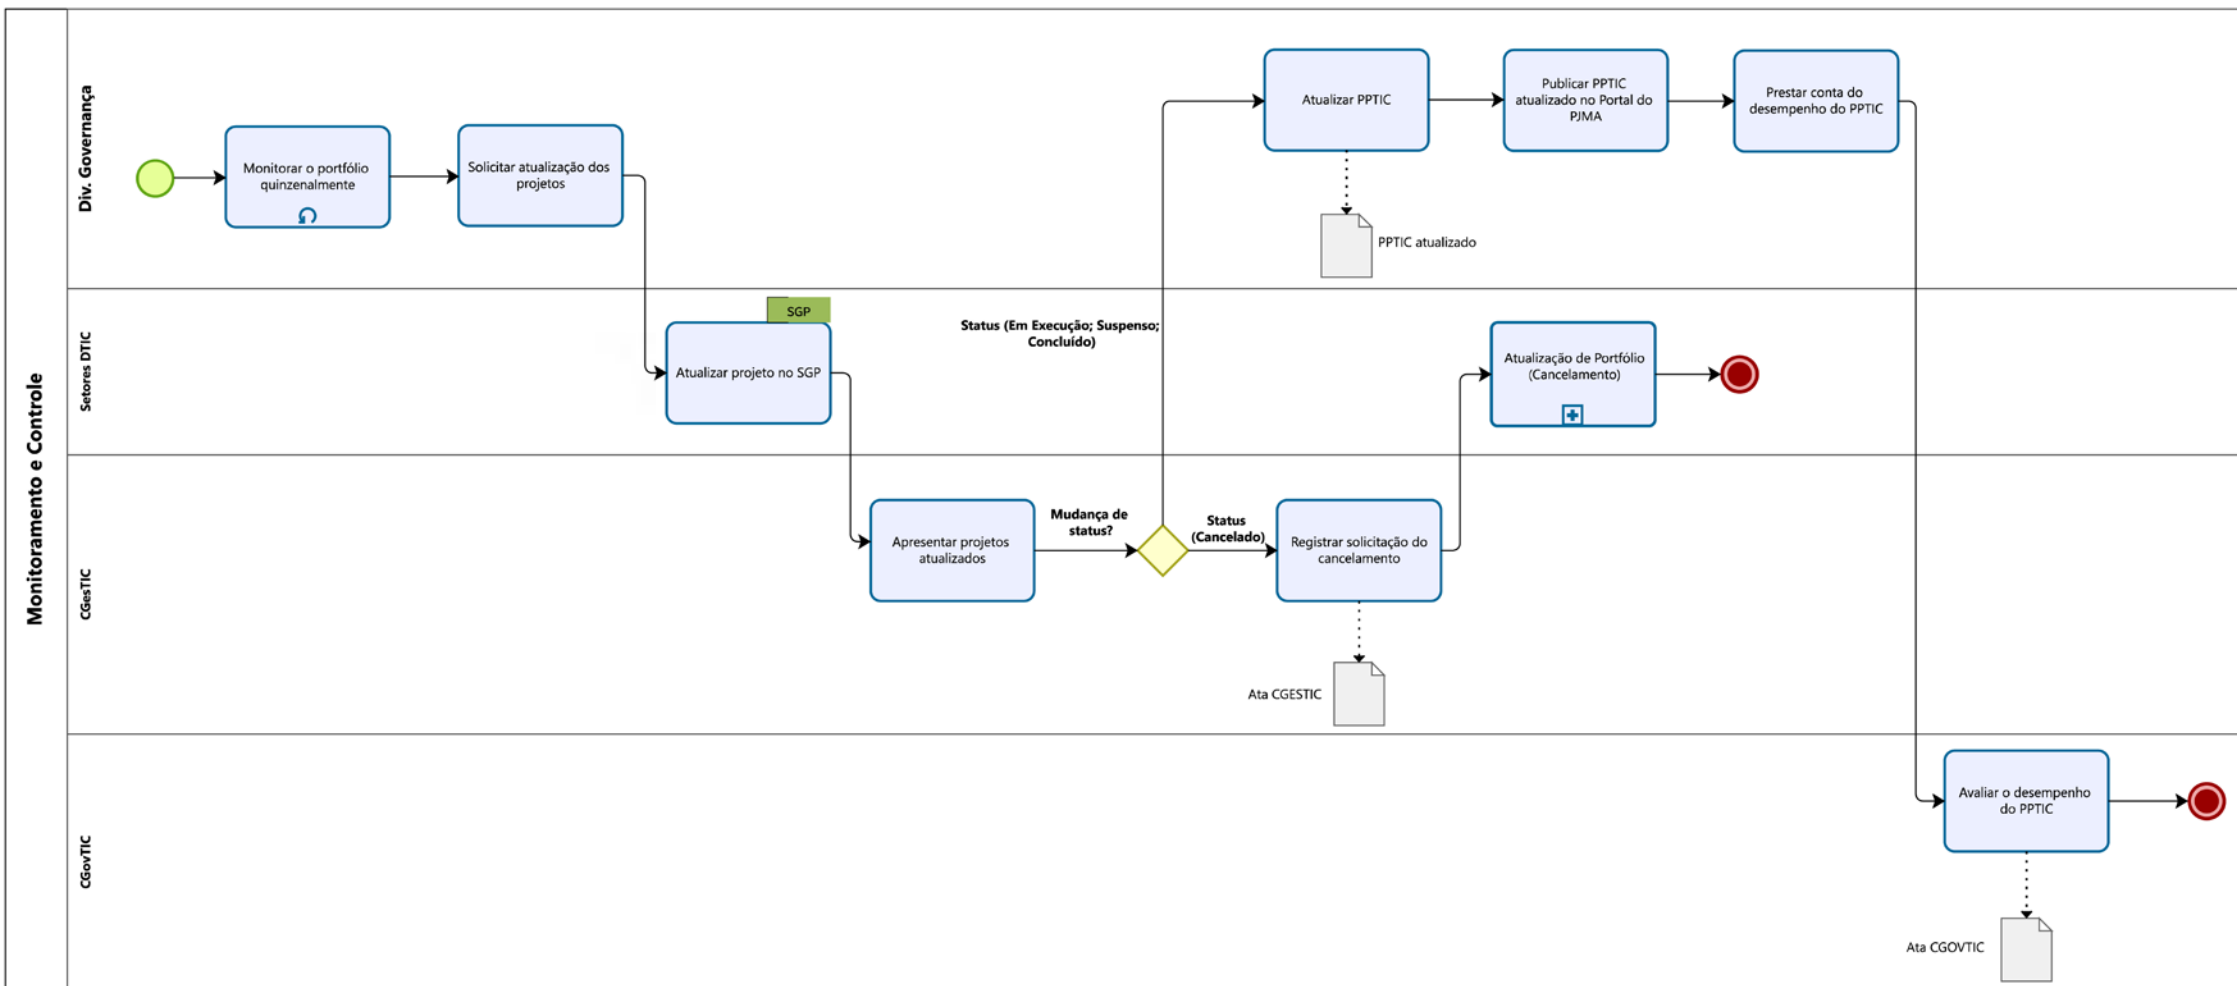 Monitoramento e Controle
Div. Governança
Monitorar o portfólio
quinzenalmente
Solicitar atualização dos
projetos
Atualizar PPTIC
Publicar PPTIC
atualizado no Portal do
PJMA
Prestar conta do
desempenho do PPTIC
PPTIC atualizado
Setores DTIC
SGP
Atualizar projeto no SGP
Status (Em Execução; Suspenso;
Concluído)
Atualização de Portfólio
(Cancelamento)
CGesTIC
Apresentar projetos
atualizados
Mudança de
status?
Status
(Cancelado)
Registrar solicitação do
cancelamento
Ata CGESTIC
CGovTIC
Avaliar o desempenho
do PPTIC
Ata CGOVTIC